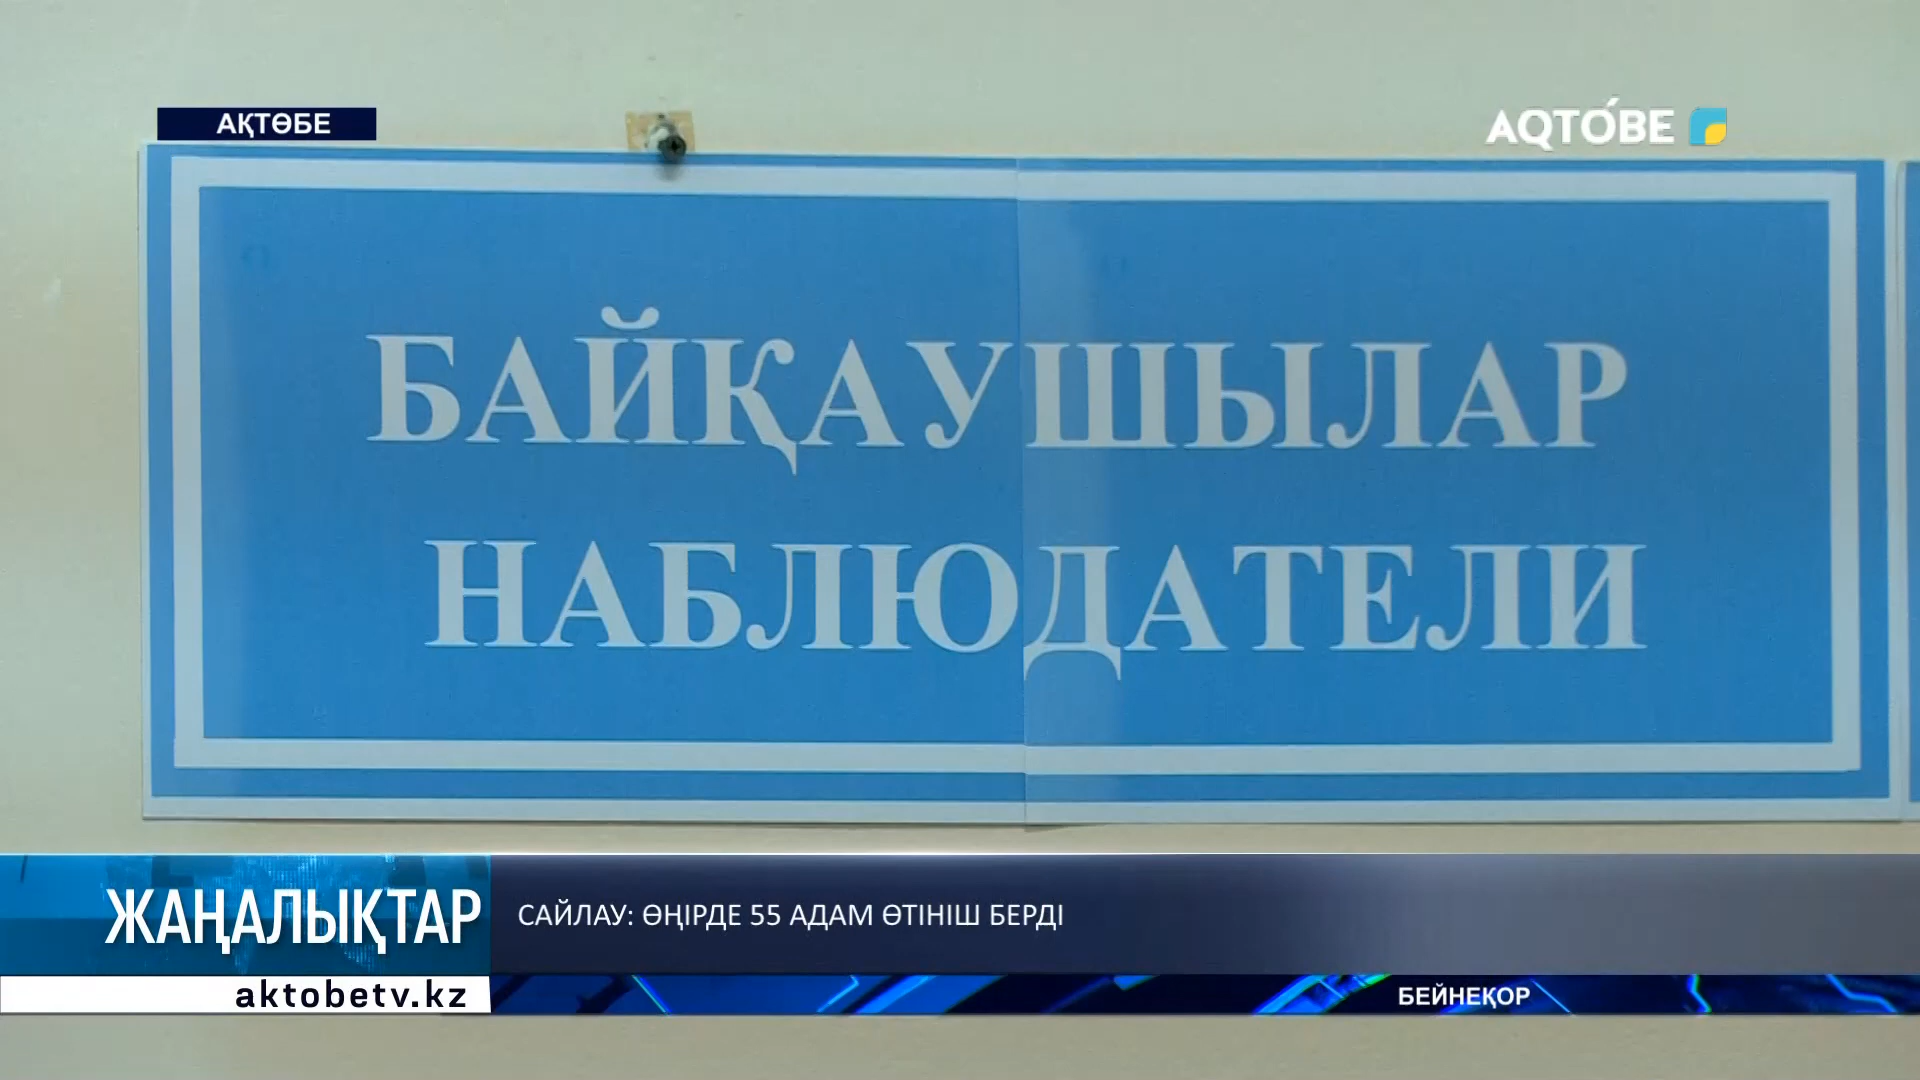 АҚТӨБЕ
AQTÓBE
БАЙҚАУШЫЛАР
НАБЛЮДАТЕЛИ
ЖАҢАЛЫҚТАР
САЙЛАУ: ӨҢІРДЕ 55 АДАМ ӨТІНІШ БЕРДІ
aktobetv.kz
БЕЙНЕҚОР